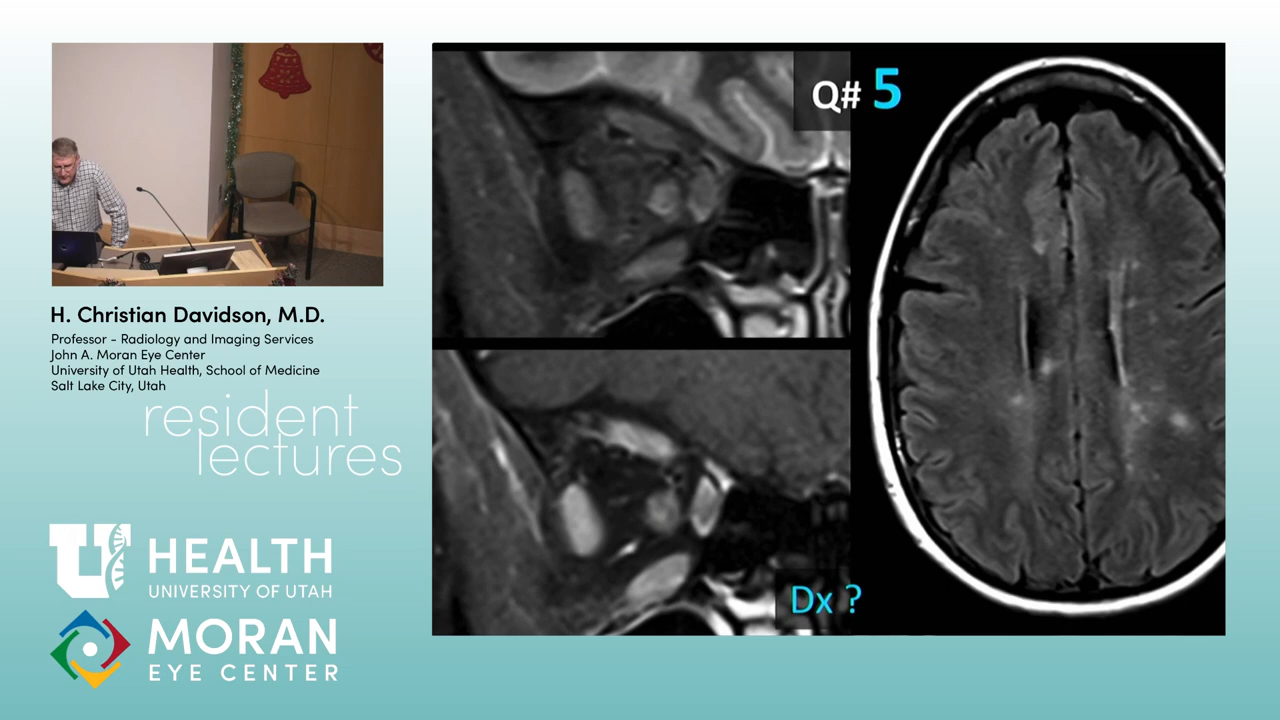 Q# 5
H. Christian Davidson, M.D.
Professor - Radiology and Imaging Services
John A. Moran Eye Center
University of Utah Health, School of Medicine
Salt Lake City, Utah
resident
lectures
U HEALTH
UNIVERSITY OF UTAH
MORAN
EYE CENTER
Dx ?